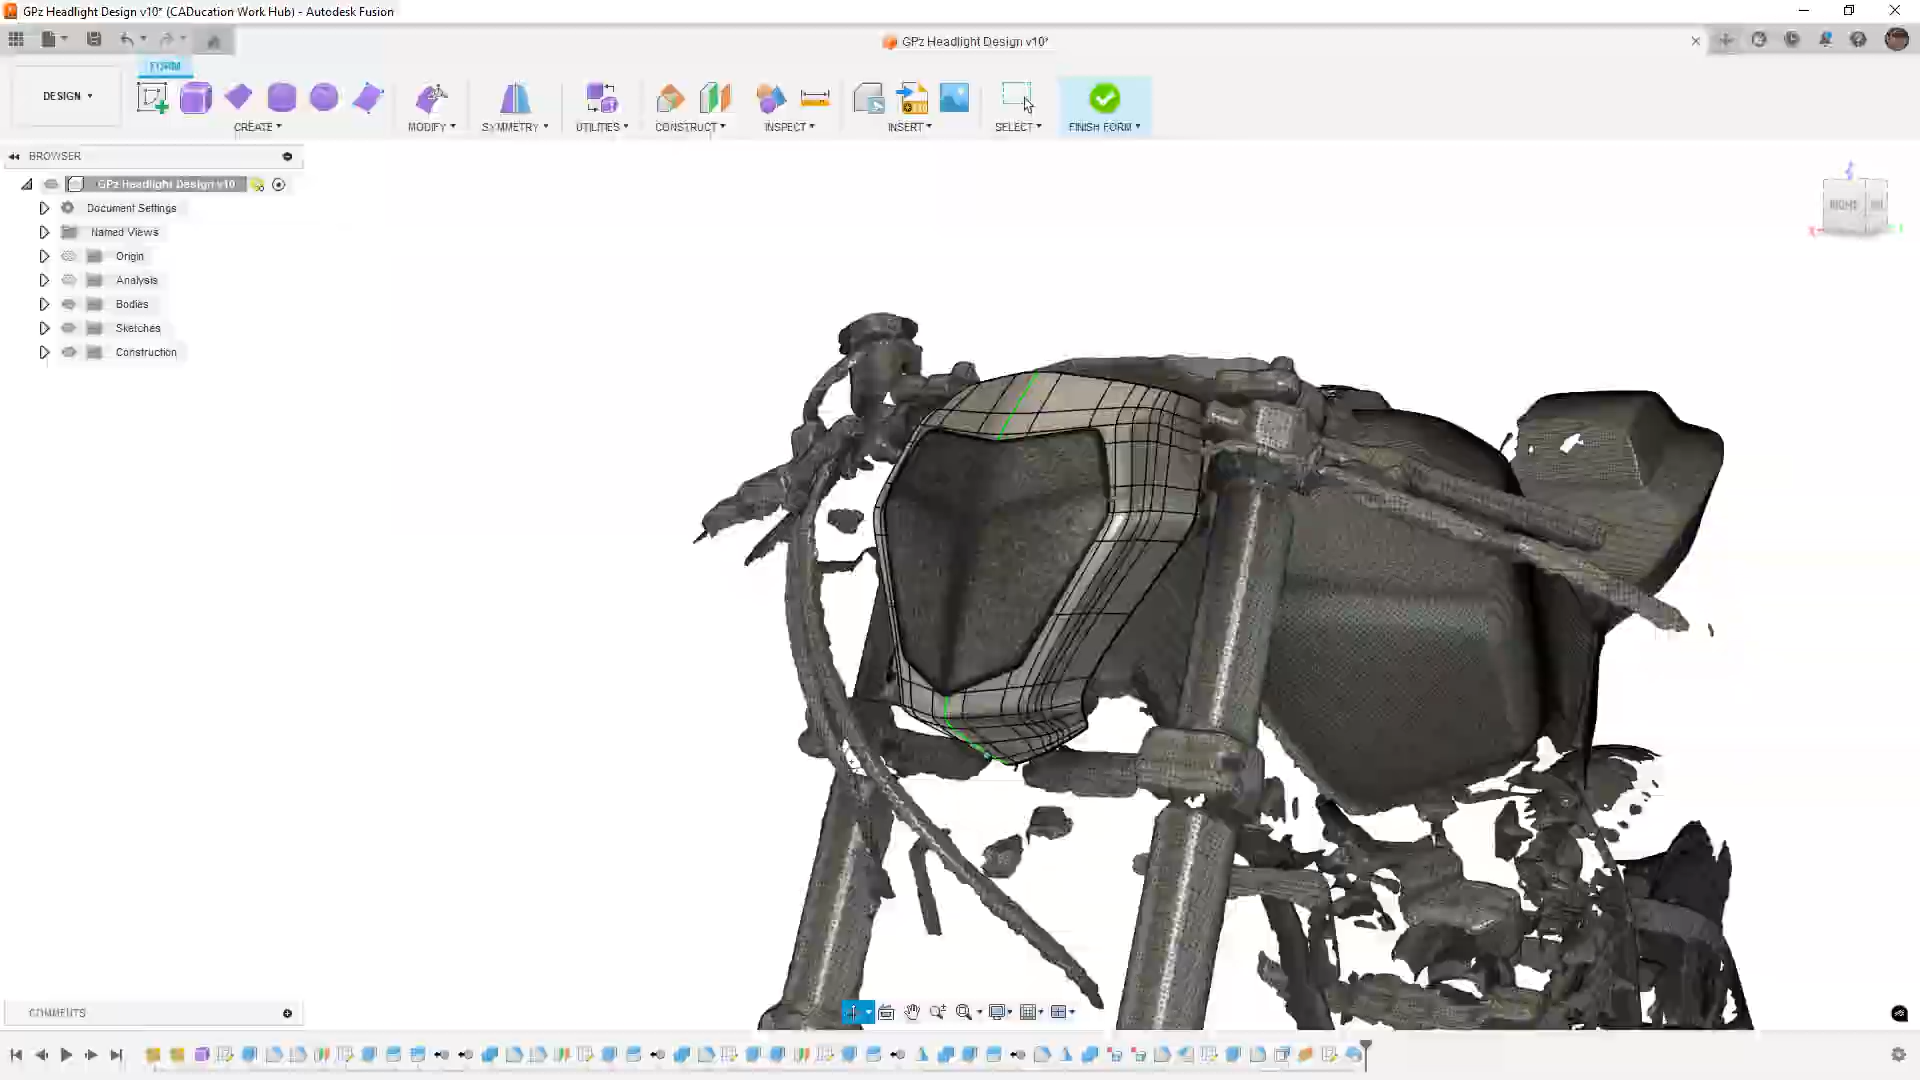 GPz Headlight Design v10* (CADucation Work Hub) - Autodesk Fusion
GPz Headlight Design v10*
FORM
DESIGN
CREATE
MODIFY
SYMMETRY
UTILITIES
CONSTRUCT
INSPECT
INSERT
SELECT
FINISH FORM
BROWSER
GPz Headlight Design v10
Document Settings
Named Views
Origin
Analysis
Bodies
Sketches
Construction
RIGHT
COMMENTS